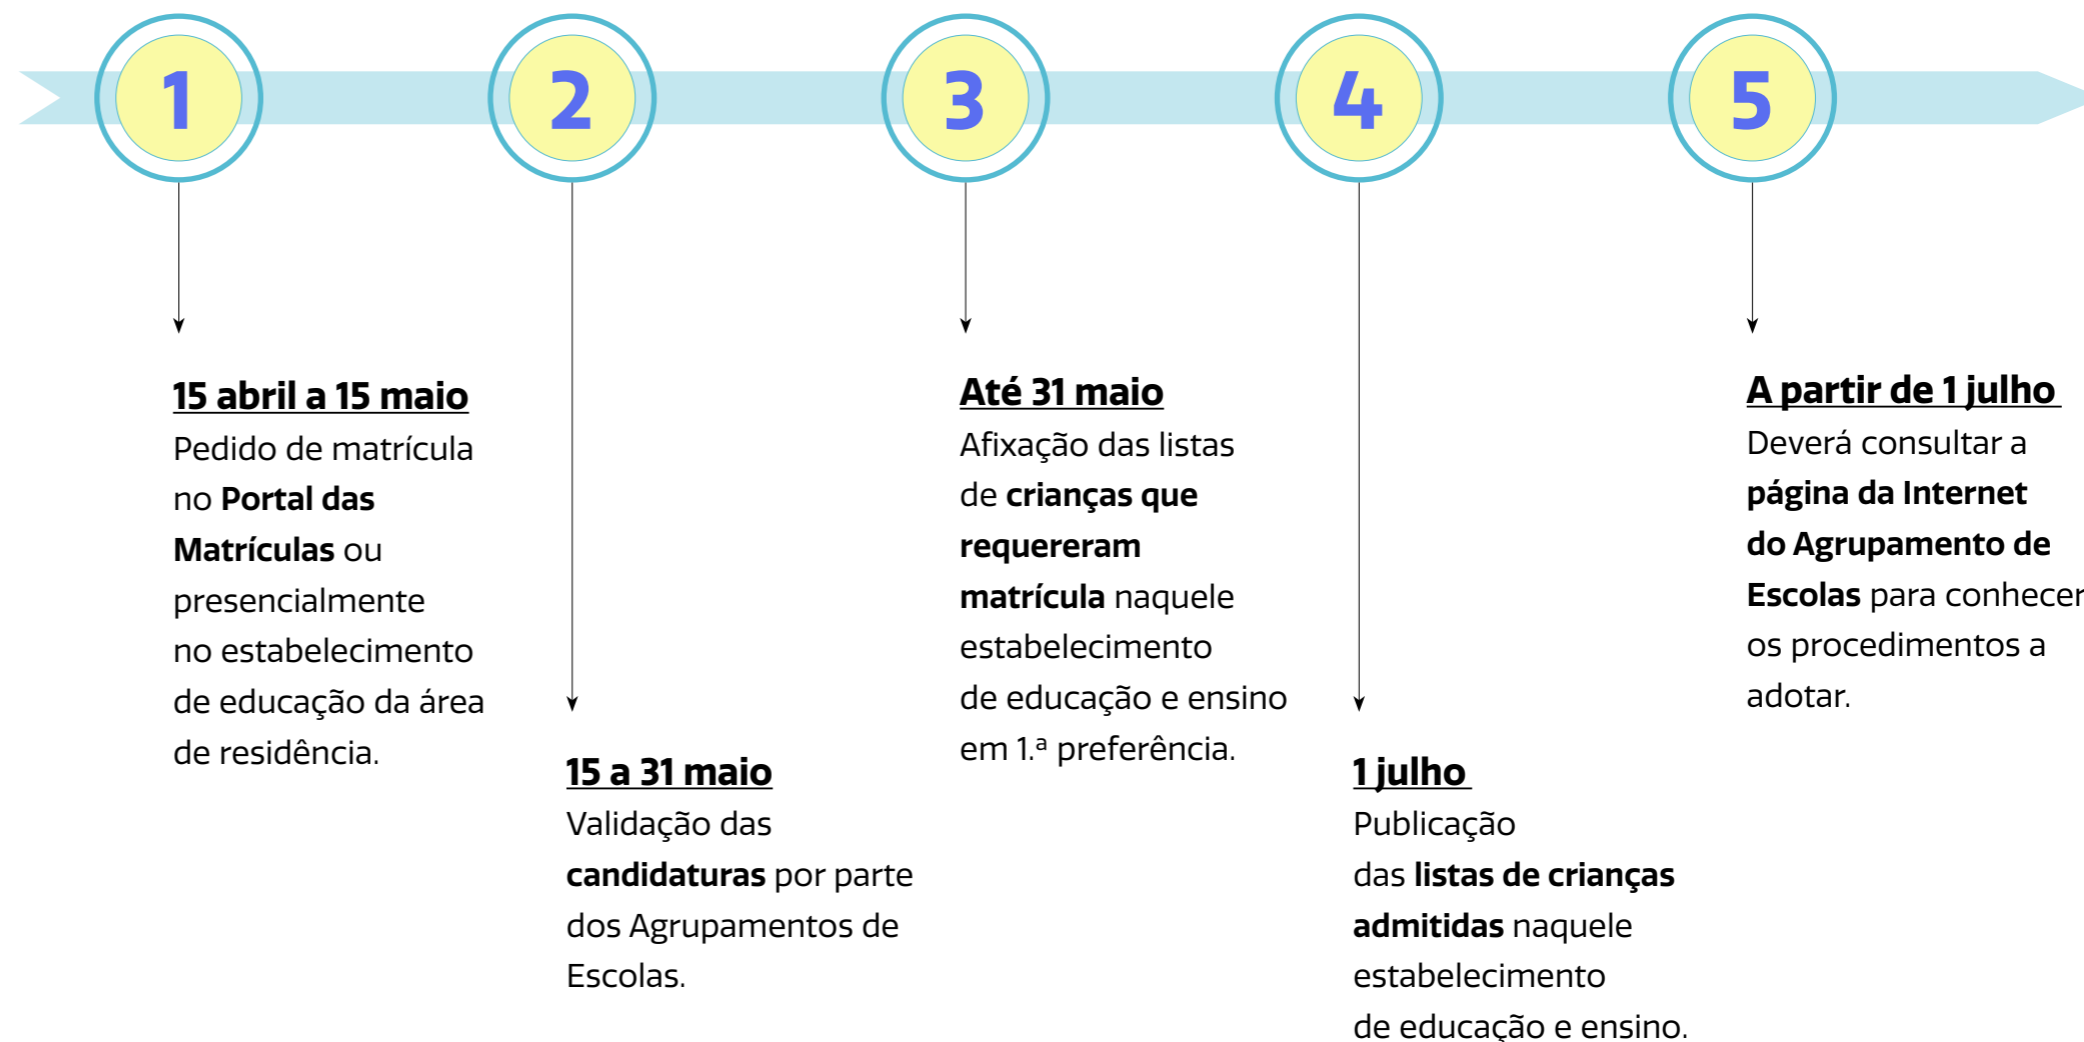 1
2
3
4
5
15 abril a 15 maio
Pedido de matrícula
no Portal das
Matrículas ou
presencialmente
no estabelecimento
de educação da área
de residência.
15 a 31 maio
Validação das
candidaturas por parte
dos Agrupamentos de
Escolas.
Até 31 maio
Afixação das listas
de crianças que
requereram
matrícula naquele
estabelecimento
de educação e ensino
em 1.ª preferência.
1 julho
Publicação
das listas de crianças
admitidas naquele
estabelecimento
de educação e ensino.
A partir de 1 julho
Deverá consultar a
página da Internet
do Agrupamento de
Escolas para conhecer
os procedimentos a
adotar.